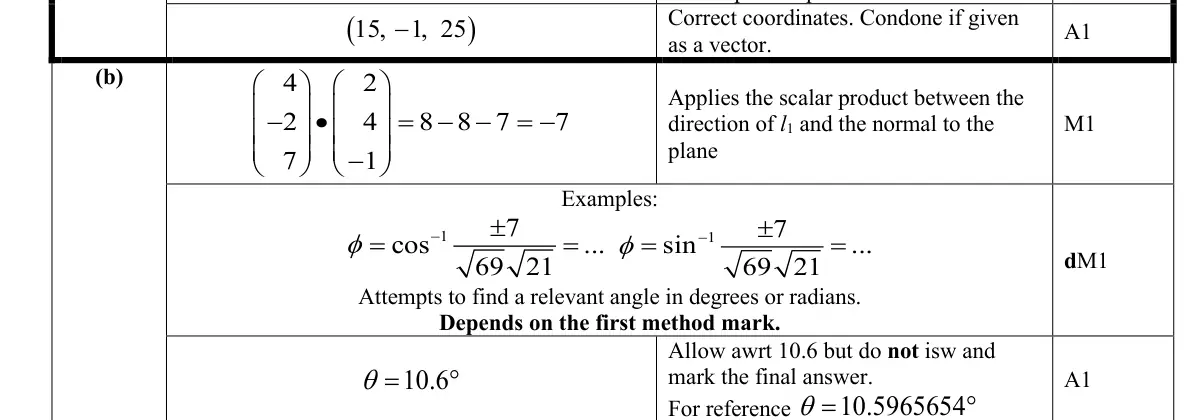 (15, −1, 25)
Correct coordinates. Condone if given
as a vector.
A1
(b)
(4, −2, 7) • (2, 4, −1) = 8 − 8 − 7 = −7
Applies the scalar product between the
direction of l₁ and the normal to the
plane
M1
Examples:
ϕ = cos⁻¹ ±7/(√69 √21) = ... ϕ = sin⁻¹ ±7/(√69 √21) = ...
Attempts to find a relevant angle in degrees or radians.
Depends on the first method mark.
dM1
θ = 10.6°
Allow awrt 10.6 but do not isw and
mark the final answer.
For reference θ = 10.5965654°
A1